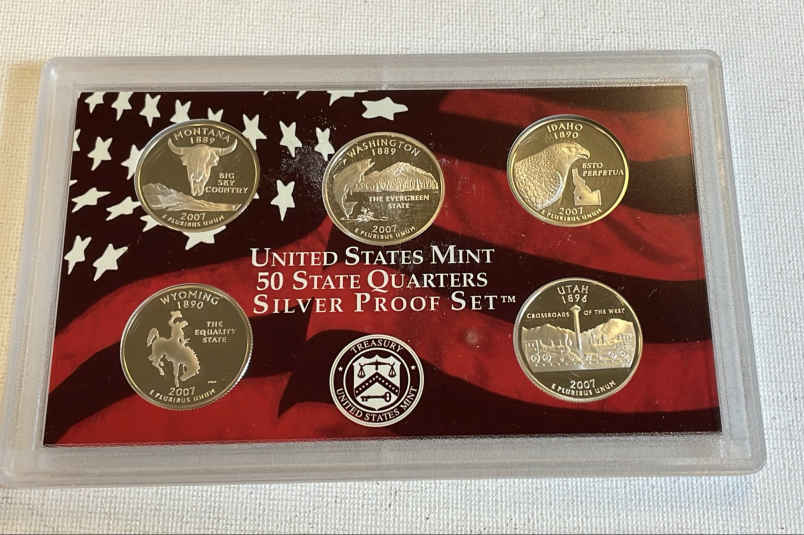 MONTANA
1889
BIG
SKY
COUNTRY
2007
E PLURIBUS UNUM
WASHINGTON
1889
THE EVERGREEN
STATE
2007
E PLURIBUS UNUM
IDAHO
1890
ESTO
PERPETUA
2007
E PLURIBUS UNUM
UNITED STATES MINT
50 STATE QUARTERS
SILVER PROOF SET™
WYOMING
1890
THE
EQUALITY
STATE
2007
E PLURIBUS UNUM
TREASURY
UNITED STATES MINT
UTAH
1896
CROSSROADS OF THE WEST
2007
E PLURIBUS UNUM